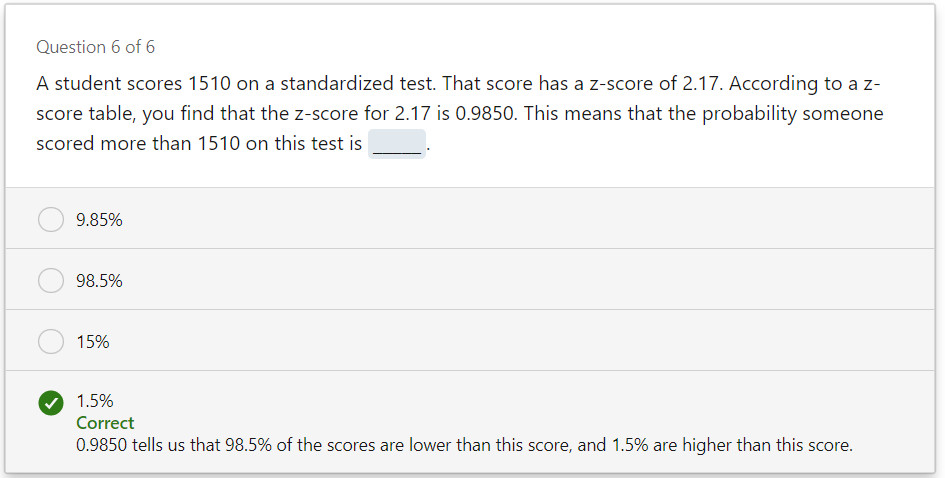 Question 6 of 6
A student scores 1510 on a standardized test. That score has a z-score of 2.17. According to a z-
score table, you find that the z-score for 2.17 is 0.9850. This means that the probability someone
scored more than 1510 on this test is _____.
9.85%
98.5%
15%
1.5%
Correct
0.9850 tells us that 98.5% of the scores are lower than this score, and 1.5% are higher than this score.